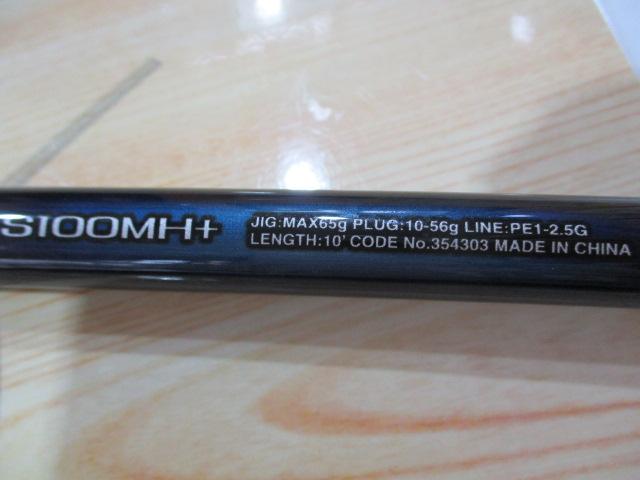 S100MH+
JIG:MAX65g PLUG:10-56g LINE:PE1-2.5G
LENGTH:10' CODE No.354303 MADE IN CHINA